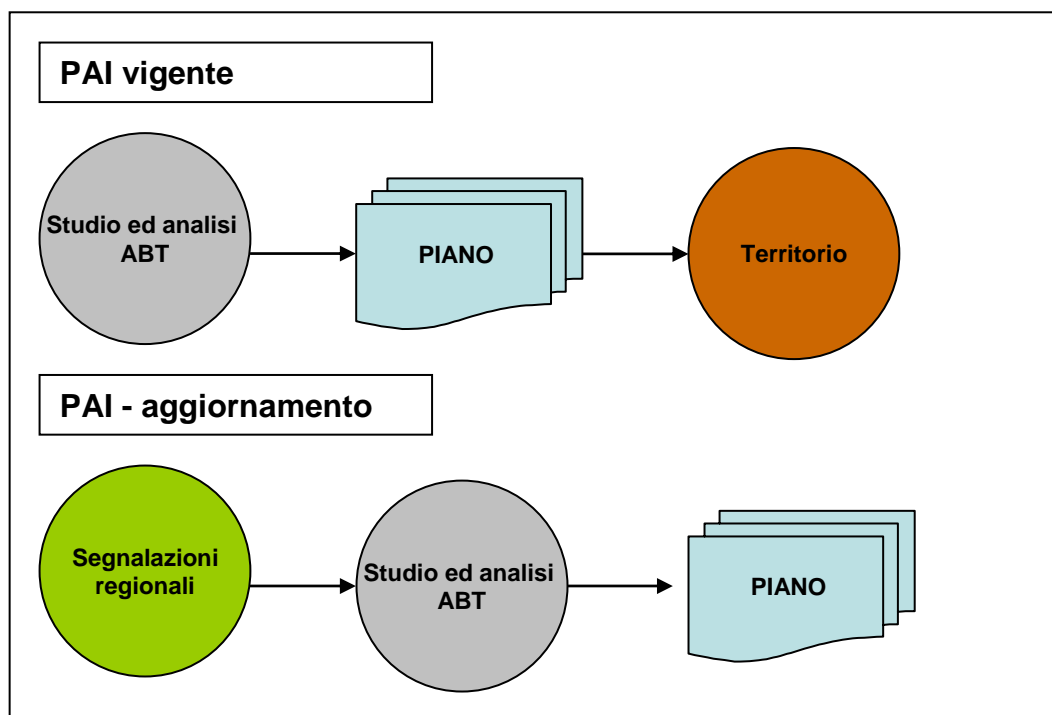 PAI vigente
Studio ed analisi
ABT
PIANO
Territorio
PAI - aggiornamento
Segnalazioni
regionali
Studio ed analisi
ABT
PIANO